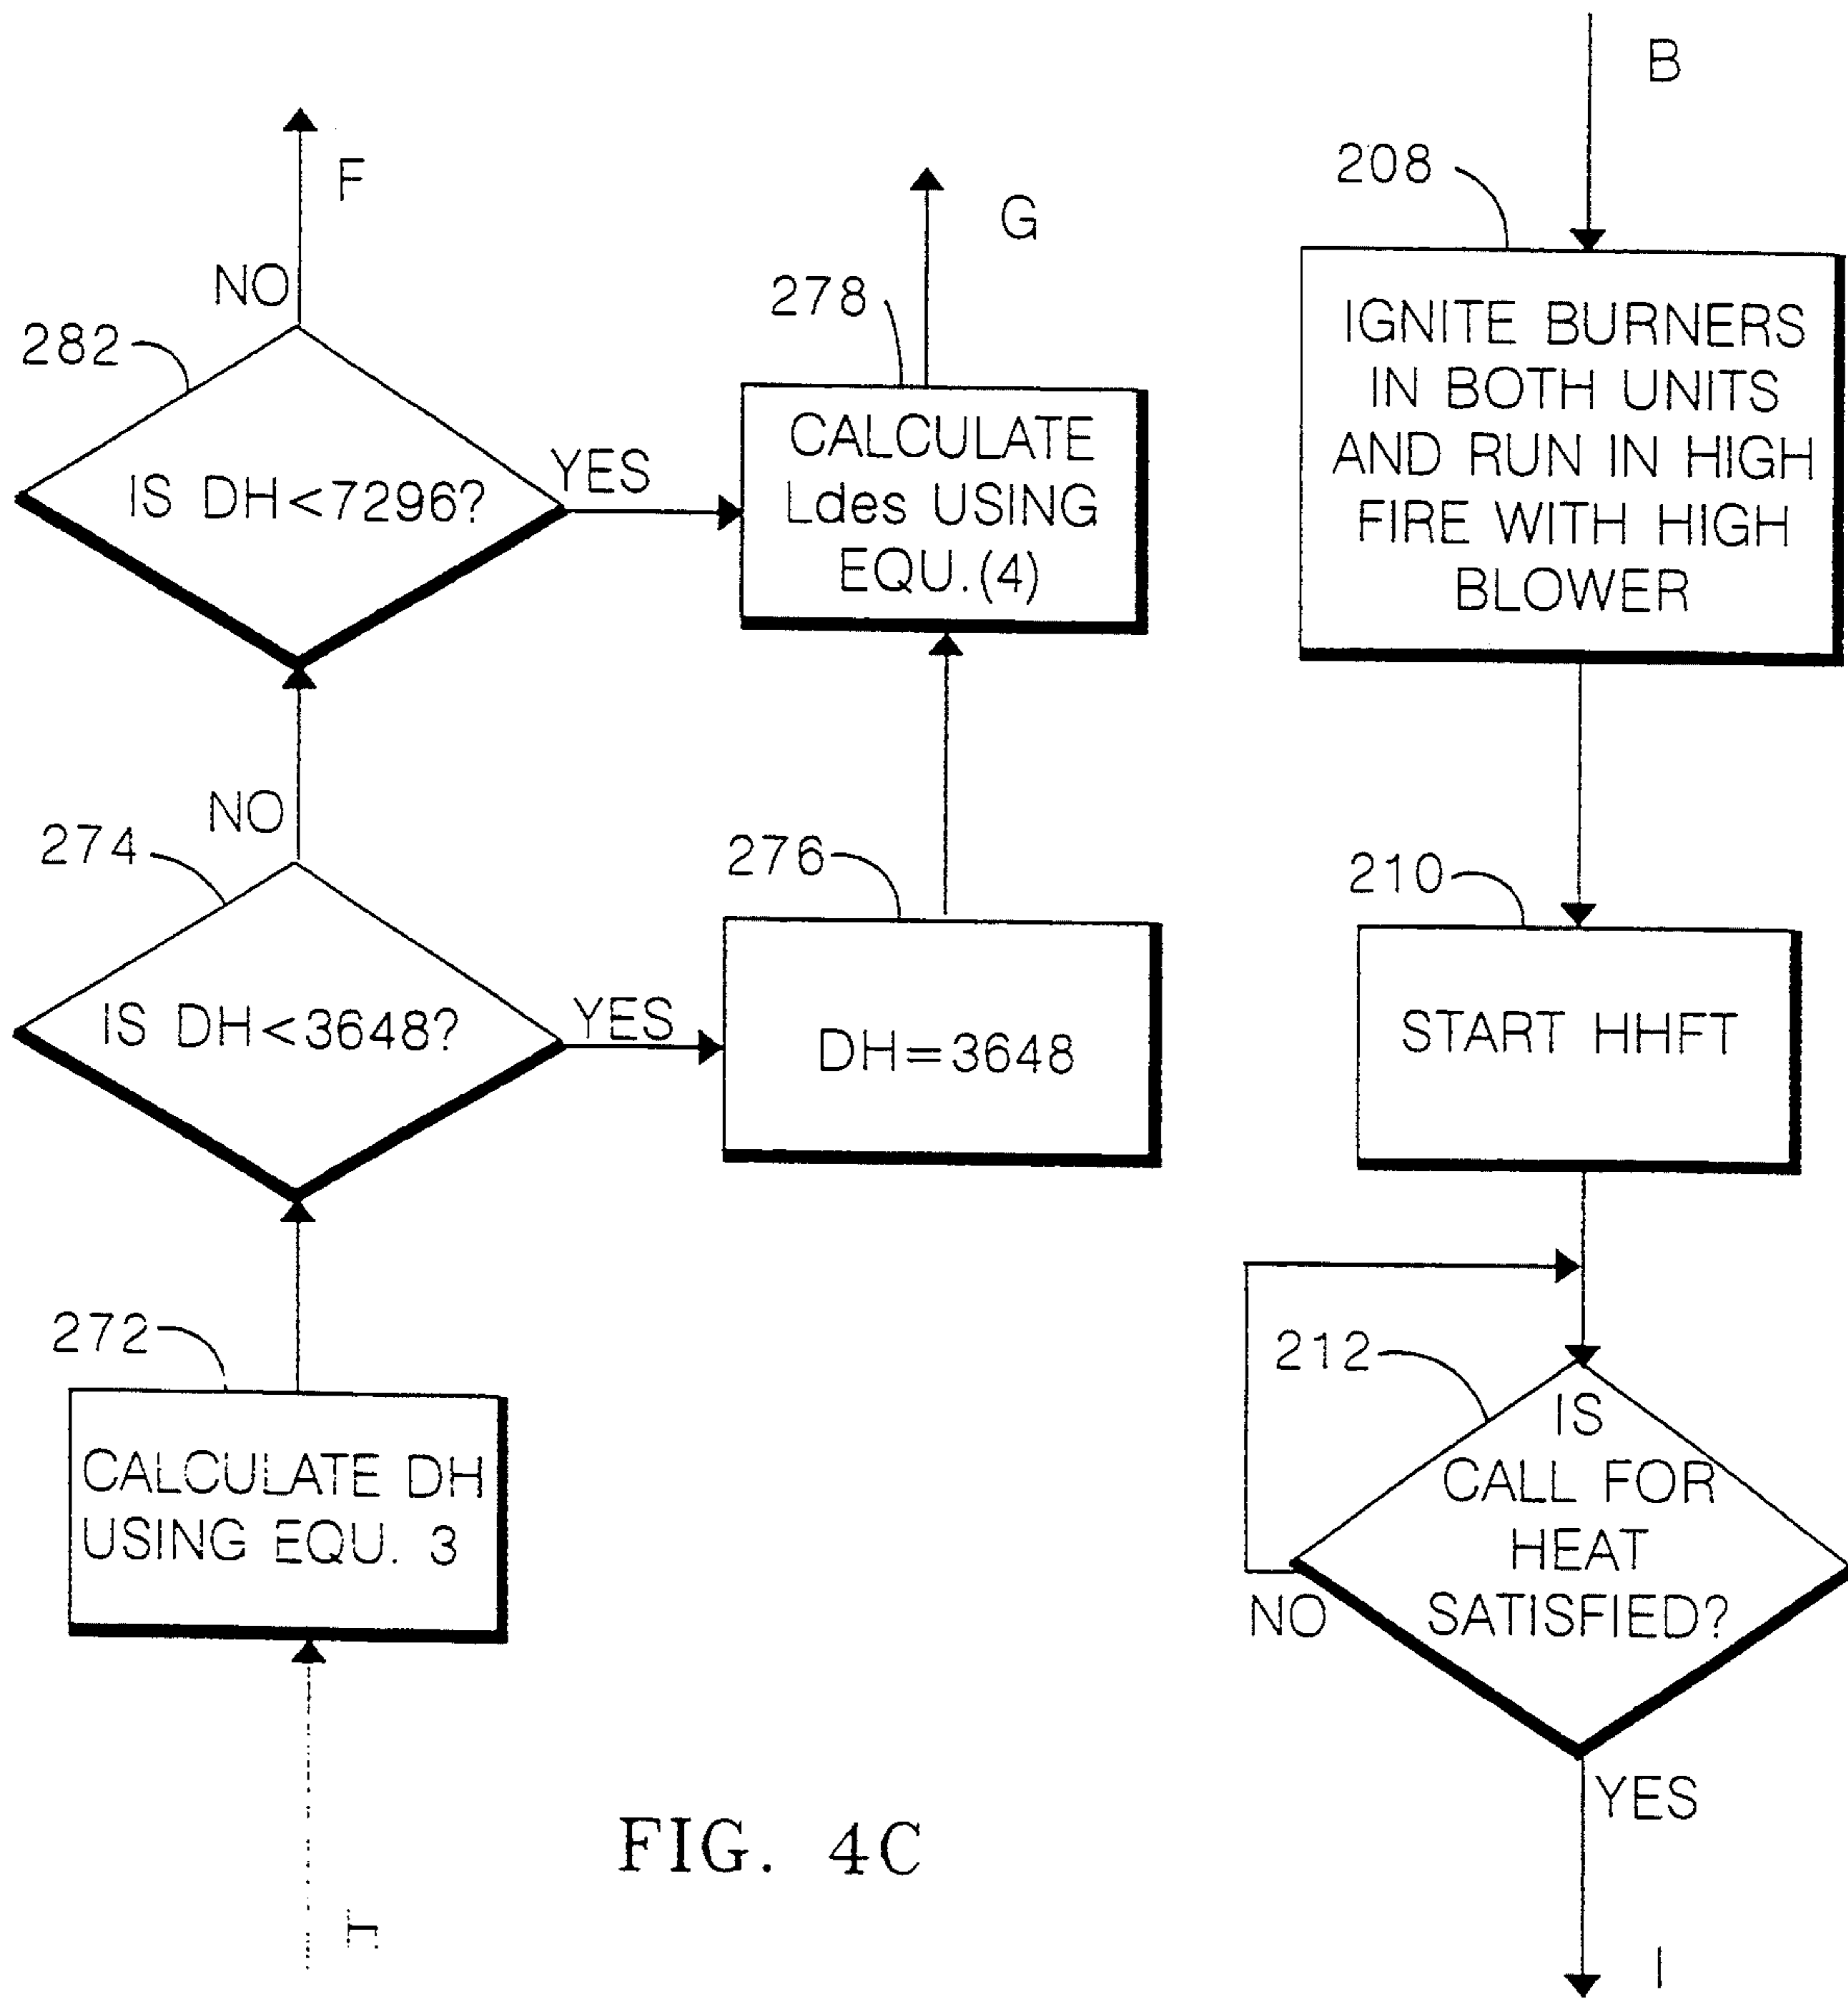 F
NO
282
IS DH<7296?
YES
G
278
CALCULATE
Ldes USING
EQU.(4)
NO
274
IS DH<3648?
YES
276
DH=3648
272
CALCULATE DH
USING EQU. 3
B
208
IGNITE BURNERS
IN BOTH UNITS
AND RUN IN HIGH
FIRE WITH HIGH
BLOWER
210
START HHFT
212
IS
CALL FOR
HEAT
SATISFIED?
NO
YES
I
FIG. 4C